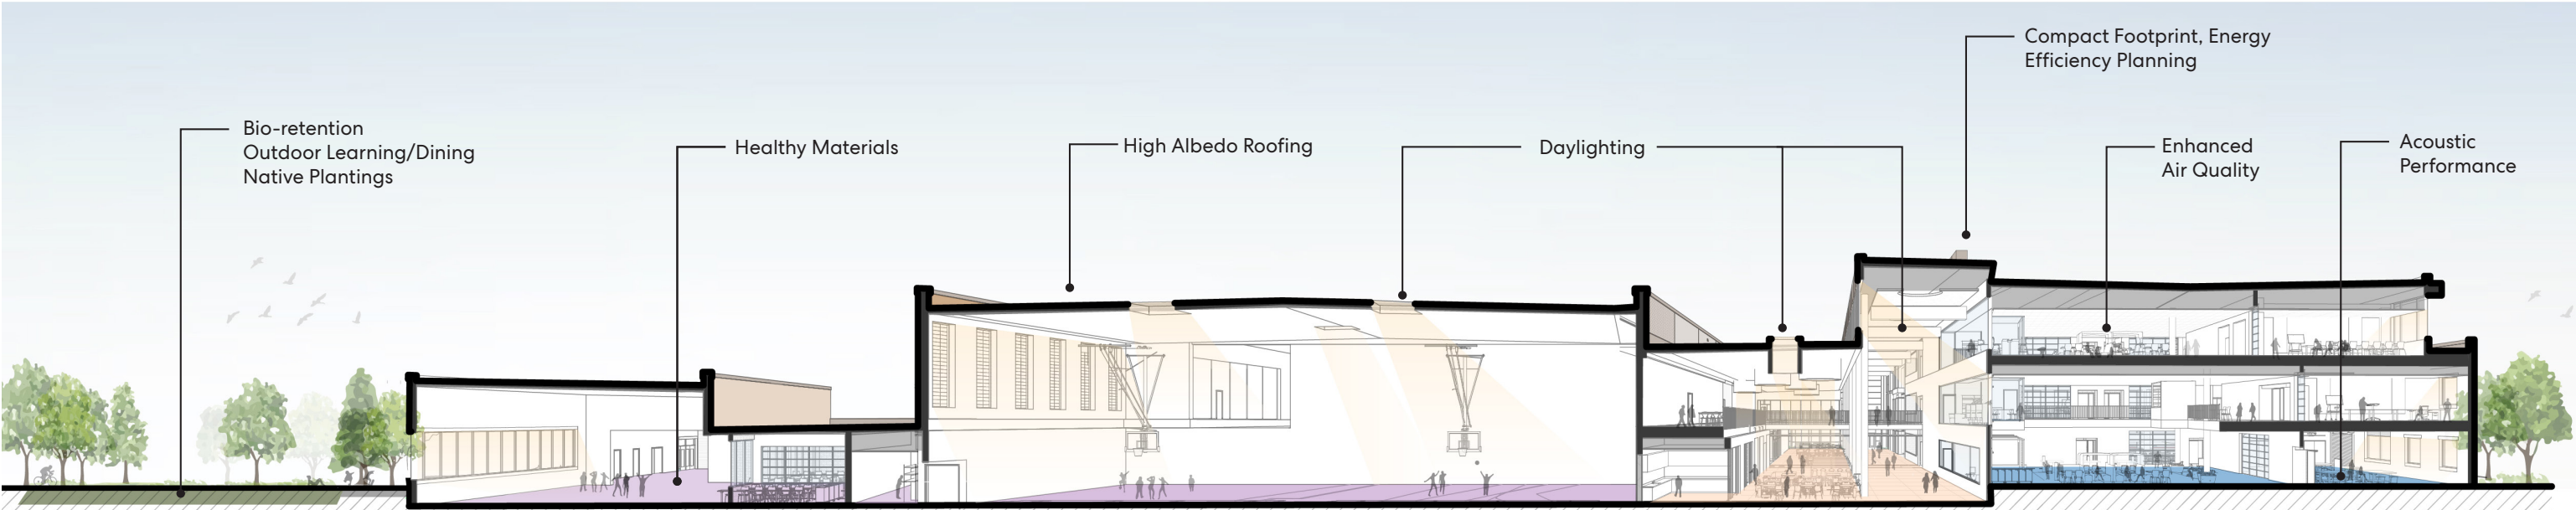 Bio-retention
Outdoor Learning/Dining
Native Plantings
Healthy Materials
High Albedo Roofing
Daylighting
Compact Footprint, Energy
Efficiency Planning
Enhanced
Air Quality
Acoustic
Performance